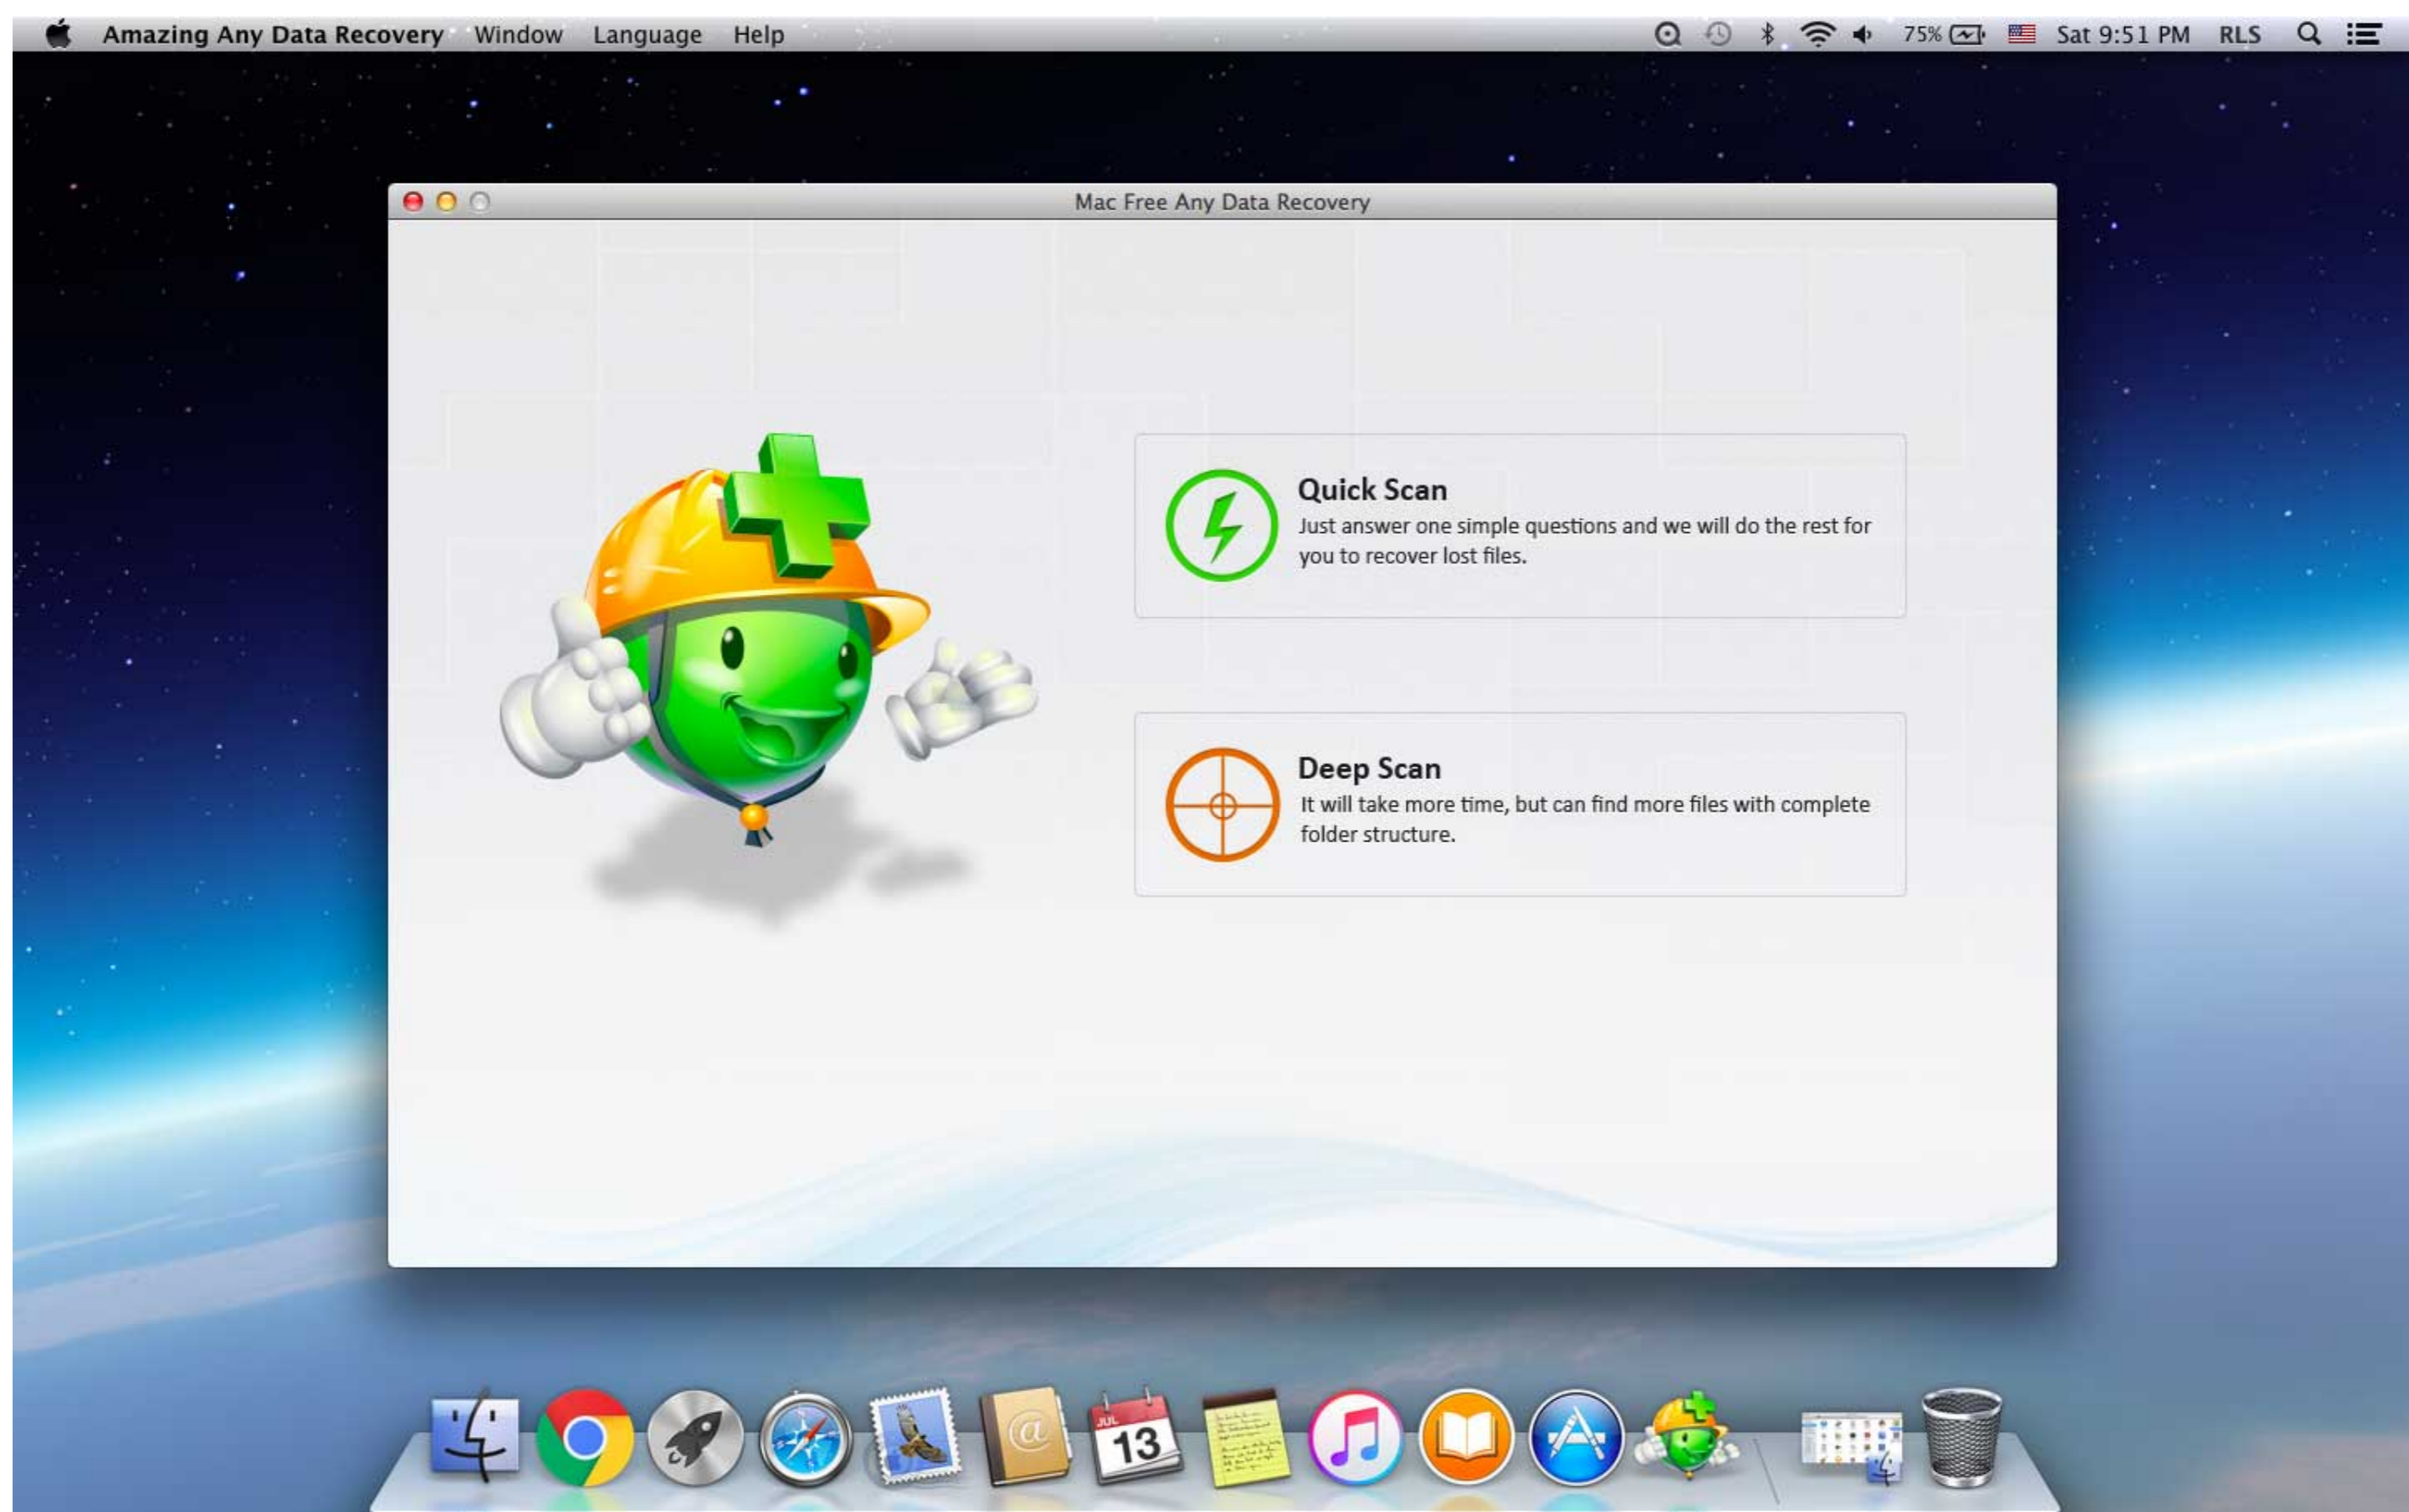 Amazing Any Data Recovery Window Language Help 75% Sat 9:51 PM RLS
Mac Free Any Data Recovery
Quick Scan
Just answer one simple questions and we will do the rest for
you to recover lost files.
Deep Scan
It will take more time, but can find more files with complete
folder structure.
@
JUL
13